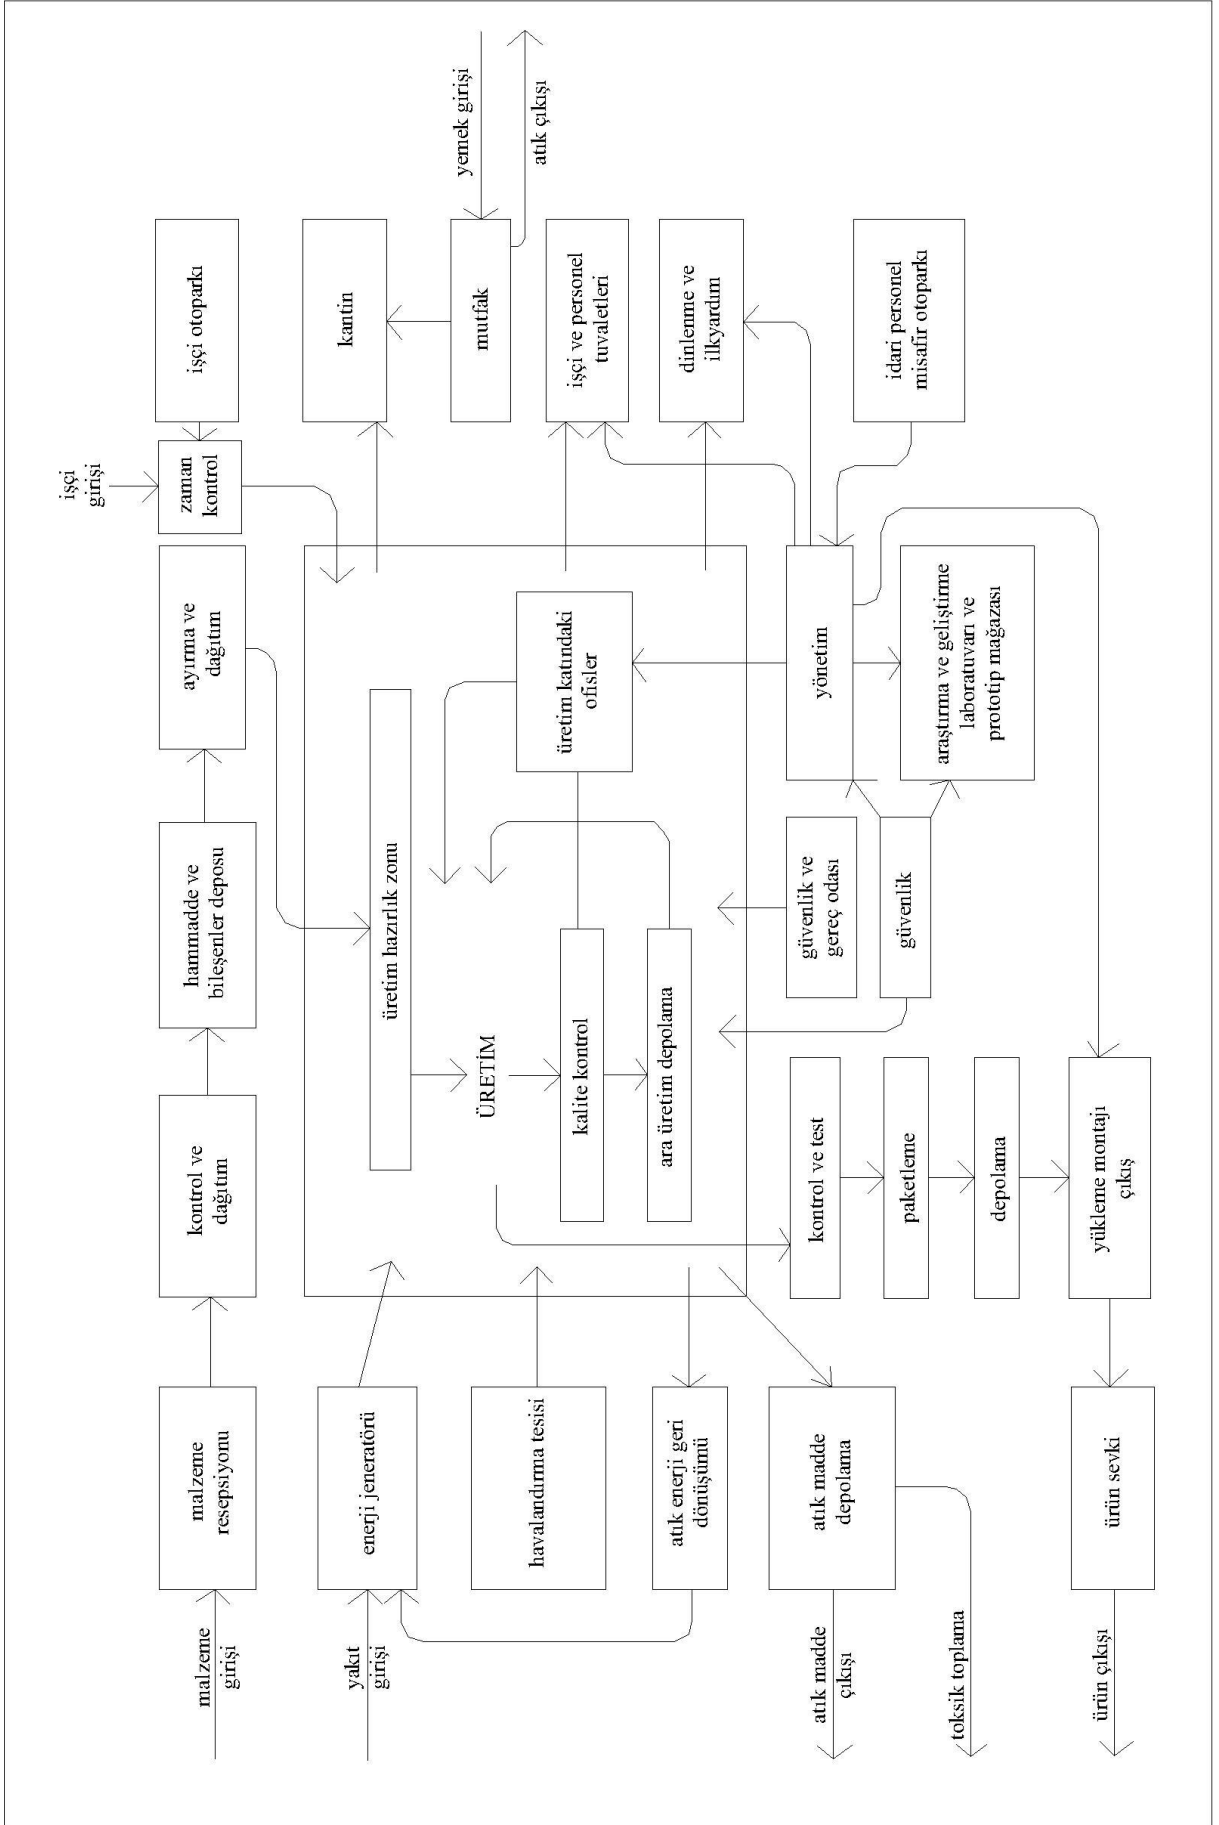 malzeme
girişi
malzeme
resepsiyonu
kontrol ve
dağıtım
hammadde ve
bileşenler deposu
ayırma ve
dağıtım
işçi
girişi
zaman
kontrol
işçi otoparkı
yakıt
girişi
enerji jeneratörü
havalandırma tesisi
atık enerji geri
dönüşümü
atık madde
depolama
atık madde
çıkışı
toksik toplama
üretim hazırlık zonu
ÜRETİM
kalite kontrol
ara üretim depolama
üretim katındaki
ofisler
kantin
mutfak
yemek girişi
atık çıkışı
işçi ve personel
tuvaletleri
dinlenme ve
ilkyardım
idari personel
misafir otoparkı
yönetim
araştırma ve geliştirme
laboratuvarı ve
prototip mağazası
güvenlik ve
gereç odası
güvenlik
kontrol ve test
paketleme
depolama
yükleme montajı
çıkış
ürün sevki
ürün çıkışı